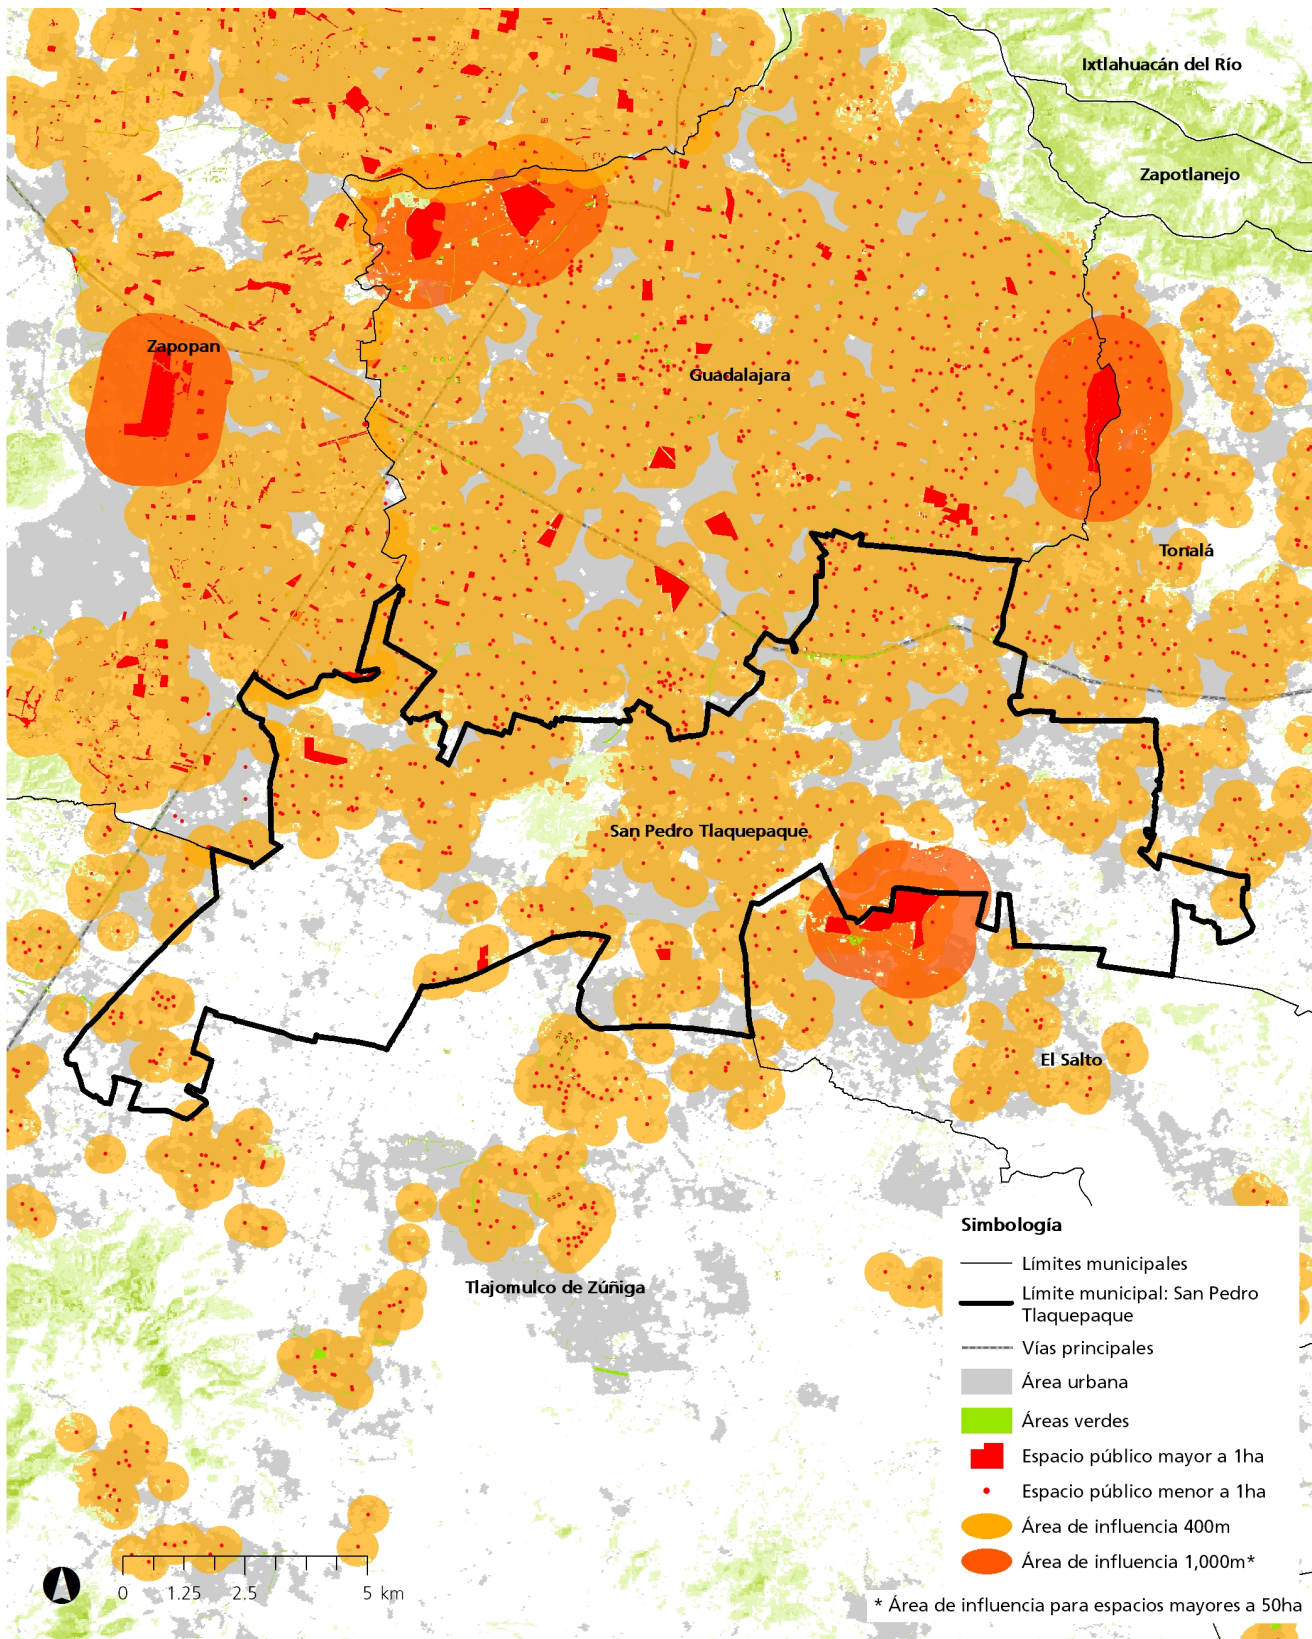 Ixtlahuacán del Río
Zapotlanejo
Zapopan
Guadalajara
Tonalá
San Pedro Tlaquepaque
El Salto
Tlajomulco de Zúñiga
Simbología
Límites municipales
Límite municipal: San Pedro
Tlaquepaque
Vías principales
Área urbana
Áreas verdes
Espacio público mayor a 1ha
Espacio público menor a 1ha
Área de influencia 400m
Área de influencia 1,000m*
* Área de influencia para espacios mayores a 50ha
0 1.25 2.5 5 km